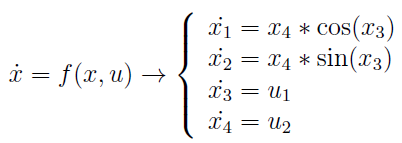 ẋ = f(x, u) → { ẋ₁ = x₄ ∗ cos(x₃)
ẋ₂ = x₄ ∗ sin(x₃)
ẋ₃ = u₁
ẋ₄ = u₂